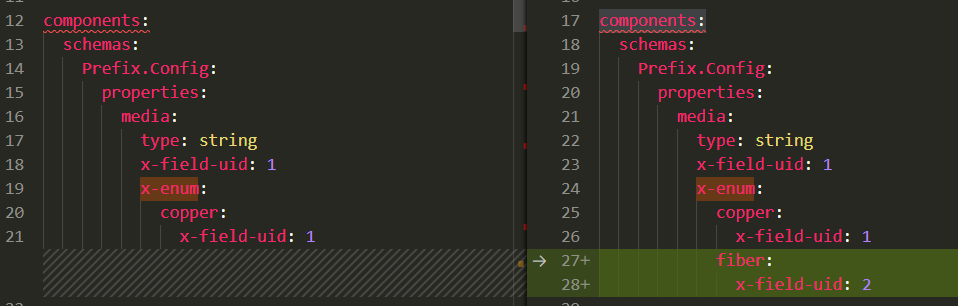 12 components:
13 schemas:
14 Prefix.Config:
15 properties:
16 media:
17 type: string
18 x-field-uid: 1
19 x-enum:
20 copper:
21 x-field-uid: 1
17 components:
18 schemas:
19 Prefix.Config:
20 properties:
21 media:
22 type: string
23 x-field-uid: 1
24 x-enum:
25 copper:
26 x-field-uid: 1
→ 27+ fiber:
28+ x-field-uid: 2